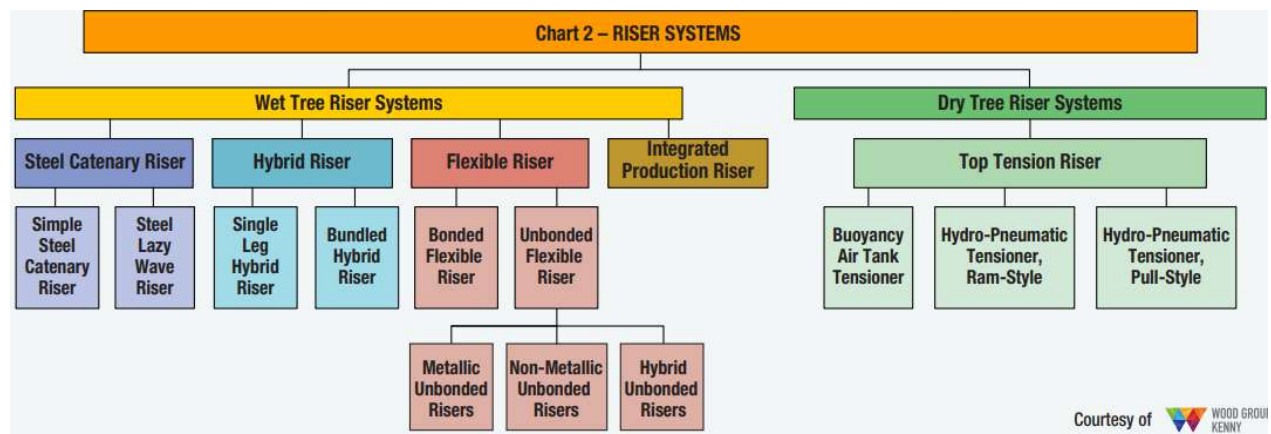 Chart 2 – RISER SYSTEMS
Wet Tree Riser Systems
Dry Tree Riser Systems
Steel Catenary Riser
Hybrid Riser
Flexible Riser
Integrated
Production Riser
Top Tension Riser
Simple
Steel
Catenary
Riser
Steel
Lazy
Wave
Riser
Single
Leg
Hybrid
Riser
Bundled
Hybrid
Riser
Bonded
Flexible
Riser
Unbonded
Flexible
Riser
Buoyancy
Air Tank
Tensioner
Hydro-Pneumatic
Tensioner,
Ram-Style
Hydro-Pneumatic
Tensioner,
Pull-Style
Metallic
Unbonded
Risers
Non-Metallic
Unbonded
Risers
Hybrid
Unbonded
Risers
Courtesy of
WOOD GROUP
KENNY